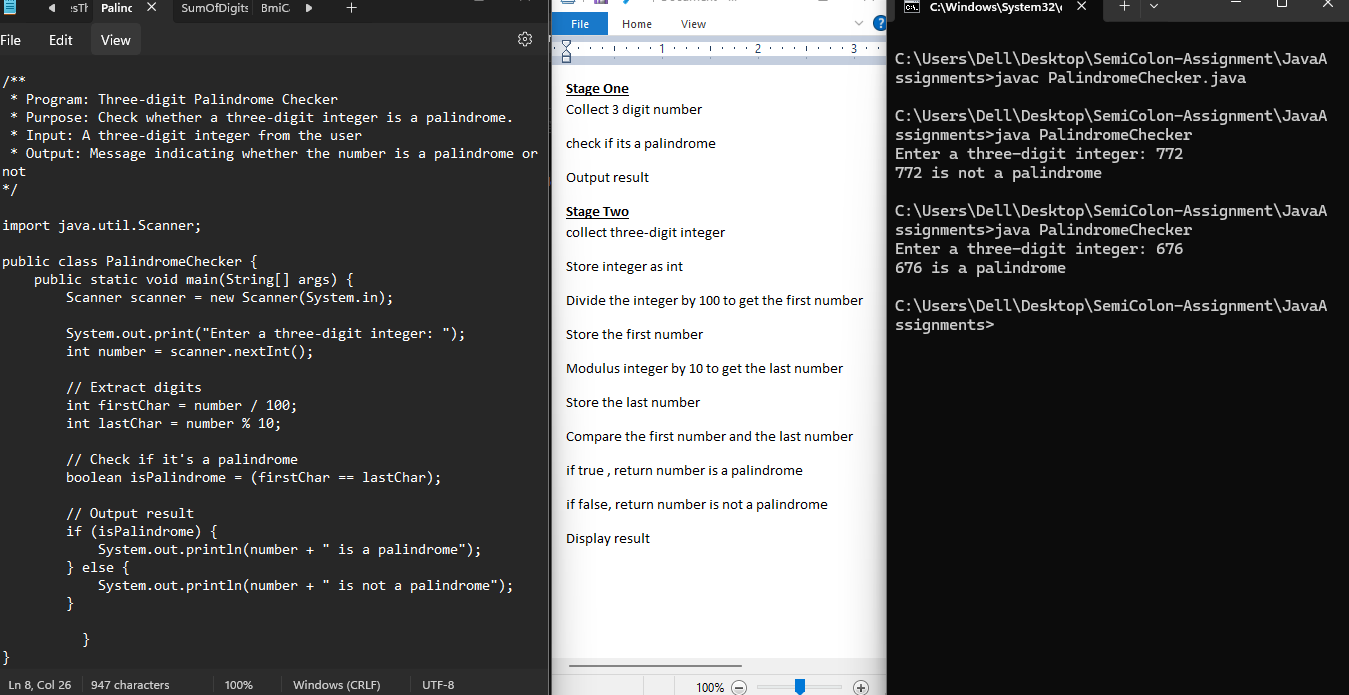 Palinc
SumOfDigits
BmiC
File
Edit
View
/**
* Program: Three-digit Palindrome Checker
* Purpose: Check whether a three-digit integer is a palindrome.
* Input: A three-digit integer from the user
* Output: Message indicating whether the number is a palindrome or
not
*/
import java.util.Scanner;
public class PalindromeChecker {
public static void main(String[] args) {
Scanner scanner = new Scanner(System.in);
System.out.print("Enter a three-digit integer: ");
int number = scanner.nextInt();
// Extract digits
int firstChar = number / 100;
int lastChar = number % 10;
// Check if it's a palindrome
boolean isPalindrome = (firstChar == lastChar);
// Output result
if (isPalindrome) {
System.out.println(number + " is a palindrome");
} else {
System.out.println(number + " is not a palindrome");
}
}
}
Ln 8, Col 26
947 characters
100%
Windows (CRLF)
UTF-8
File
Home
View
1 2 3
Stage One
Collect 3 digit number
check if its a palindrome
Output result
Stage Two
collect three-digit integer
Store integer as int
Divide the integer by 100 to get the first number
Store the first number
Modulus integer by 10 to get the last number
Store the last number
Compare the first number and the last number
if true , return number is a palindrome
if false, return number is not a palindrome
Display result
100%
C:\Windows\System32\
C:\Users\Dell\Desktop\SemiColon-Assignment\JavaA
ssignments>javac PalindromeChecker.java
C:\Users\Dell\Desktop\SemiColon-Assignment\JavaA
ssignments>java PalindromeChecker
Enter a three-digit integer: 772
772 is not a palindrome
C:\Users\Dell\Desktop\SemiColon-Assignment\JavaA
ssignments>java PalindromeChecker
Enter a three-digit integer: 676
676 is a palindrome
C:\Users\Dell\Desktop\SemiColon-Assignment\JavaA
ssignments>